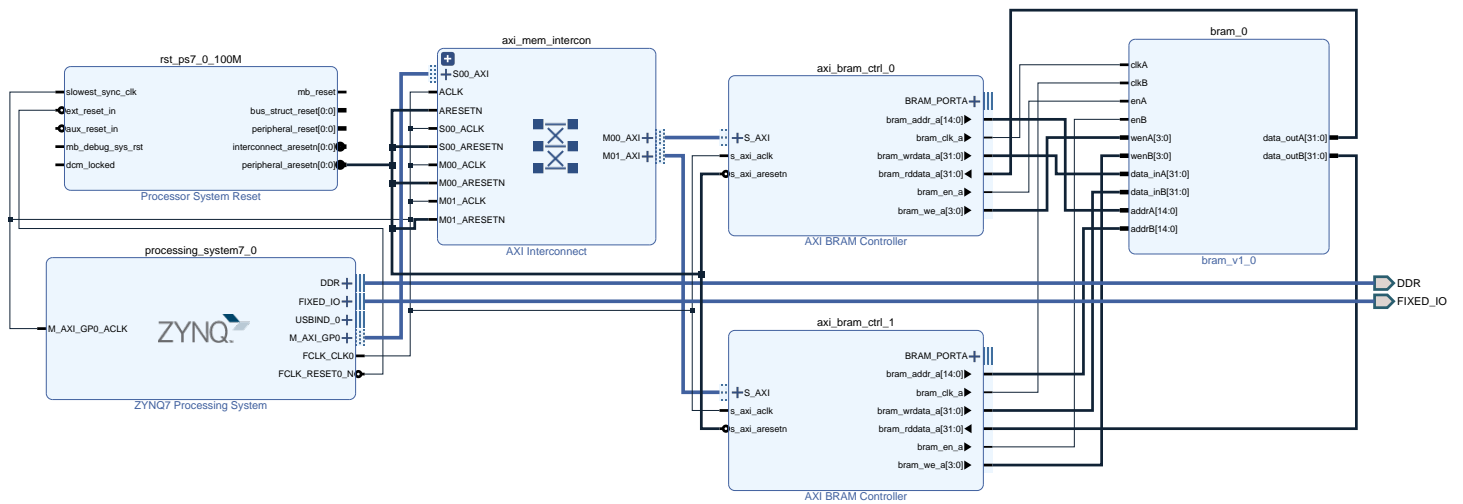 rst_ps7_0_100M
slowest_sync_clk
ext_reset_in
aux_reset_in
mb_debug_sys_rst
dcm_locked
mb_reset
bus_struct_reset[0:0]
peripheral_reset[0:0]
interconnect_aresetn[0:0]
peripheral_aresetn[0:0]
Processor System Reset
processing_system7_0
M_AXI_GP0_ACLK
ZYNQ
DDR
FIXED_IO
USBIND_0
M_AXI_GP0
FCLK_CLK0
FCLK_RESET0_N
ZYNQ7 Processing System
axi_mem_intercon
S00_AXI
ACLK
ARESETN
S00_ACLK
S00_ARESETN
M00_ACLK
M00_ARESETN
M01_ACLK
M01_ARESETN
M00_AXI
M01_AXI
AXI Interconnect
axi_bram_ctrl_0
S_AXI
s_axi_aclk
s_axi_aresetn
BRAM_PORTA
bram_addr_a[14:0]
bram_clk_a
bram_wrdata_a[31:0]
bram_rddata_a[31:0]
bram_en_a
bram_we_a[3:0]
AXI BRAM Controller
axi_bram_ctrl_1
S_AXI
s_axi_aclk
s_axi_aresetn
BRAM_PORTA
bram_addr_a[14:0]
bram_clk_a
bram_wrdata_a[31:0]
bram_rddata_a[31:0]
bram_en_a
bram_we_a[3:0]
AXI BRAM Controller
bram_0
clkA
clkB
enA
enB
wenA[3:0]
wenB[3:0]
data_inA[31:0]
data_inB[31:0]
addrA[14:0]
addrB[14:0]
data_outA[31:0]
data_outB[31:0]
bram_v1_0
DDR
FIXED_IO